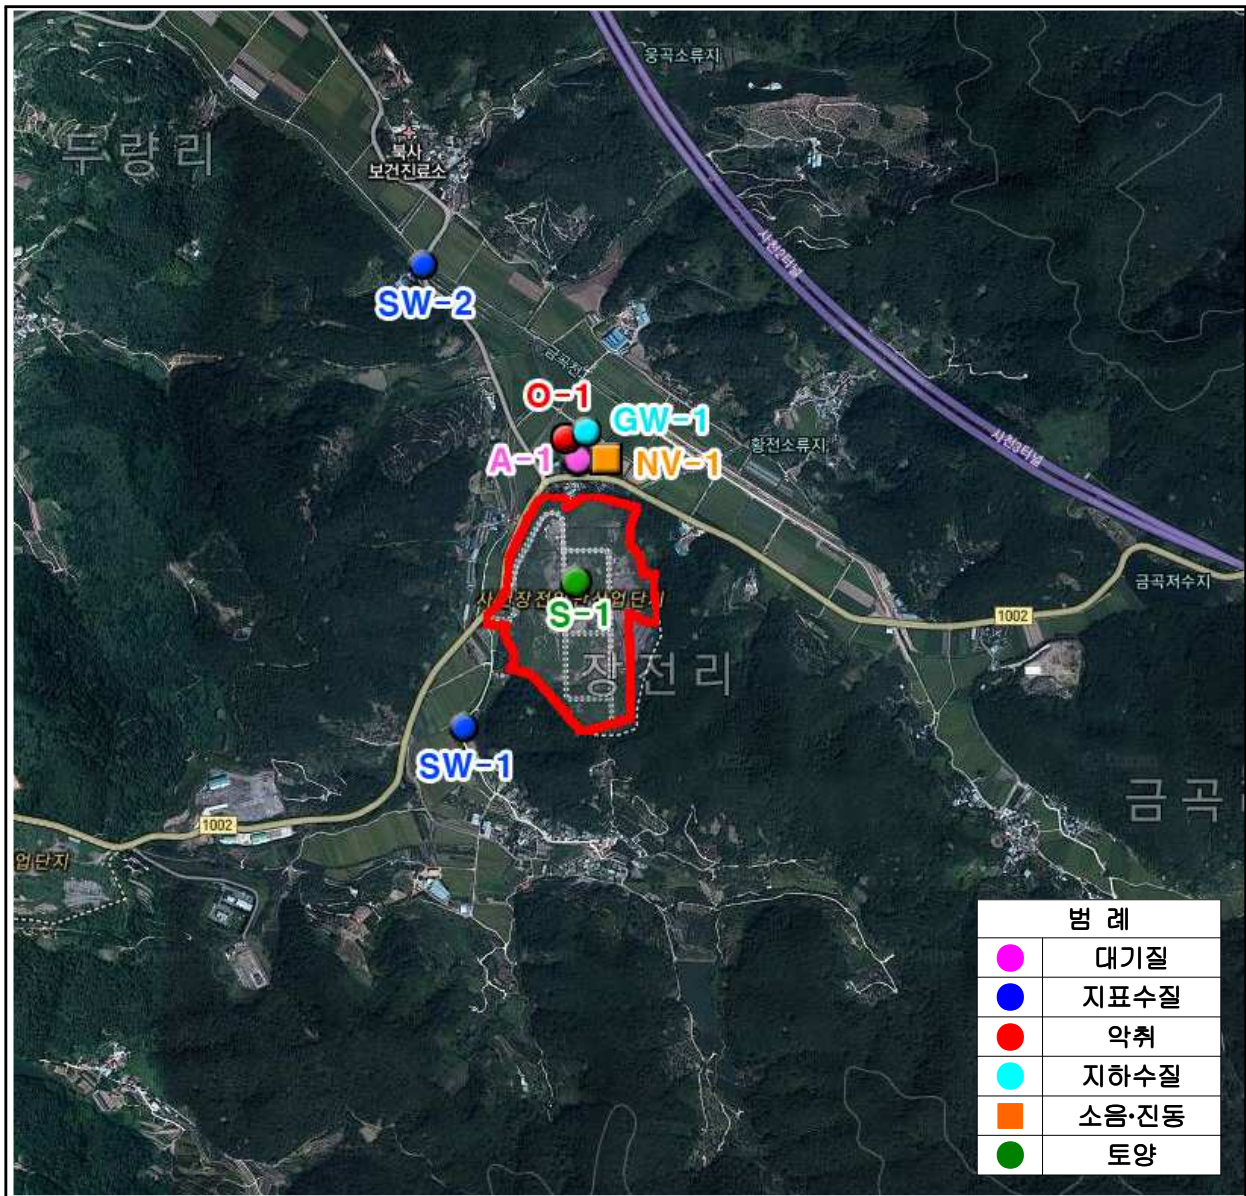 웅곡소류지
두량리
북사
보건진료소
사천2터널
SW-2
금곡천
O-1
GW-1
A-1
NV-1
황전소류지
사천3터널
금곡저수지
1002
S-1
장전리
SW-1
금곡
1002
업단지
범 례
대기질
지표수질
악취
지하수질
소음·진동
토양